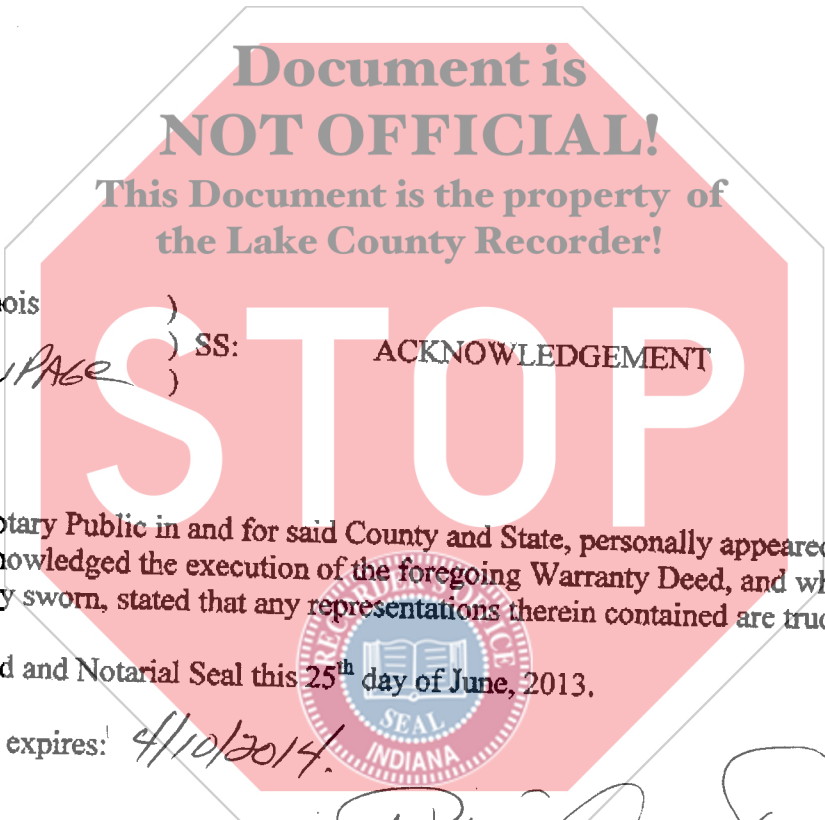 Document is
NOT OFFICIAL!
This Document is the property of
the Lake County Recorder!
STOP
ois )
) SS: ACKNOWLEDGEMENT
PAGE )
otary Public in and for said County and State, personally appeared
nowledged the execution of the foregoing Warranty Deed, and wh
y sworn, stated that any representations therein contained are true
d and Notarial Seal this 25th day of June, 2013.
expires: 4/10/2014.
RECORDER'S OFFICE
SEAL
INDIANA